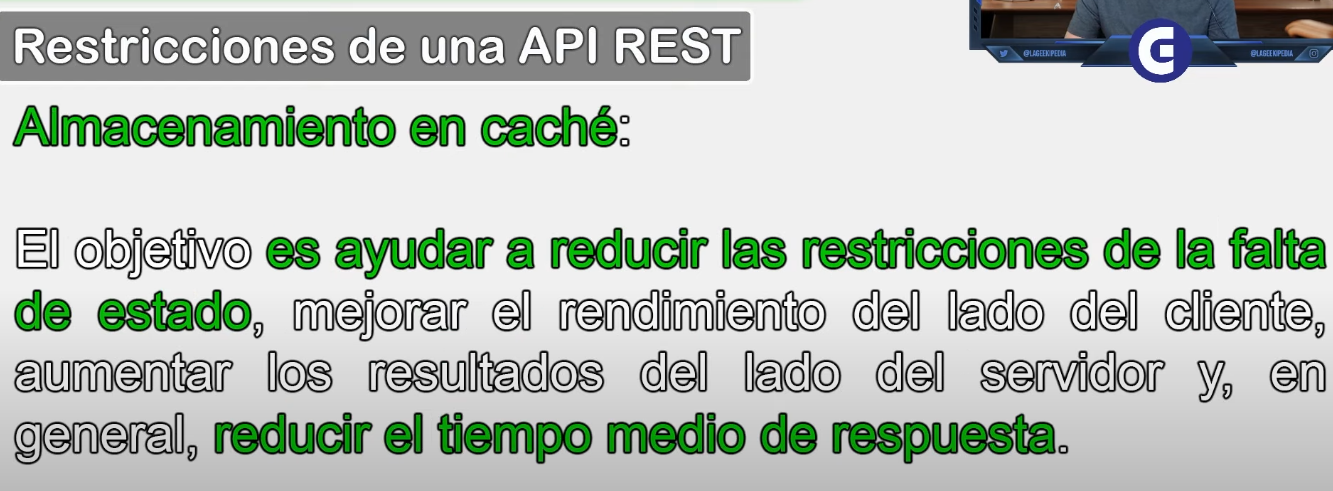 Restricciones de una API REST
@LAGEEKIPEDIA
@LAGEEKIPEDIA
G
Almacenamiento en caché:
El objetivo es ayudar a reducir las restricciones de la falta
de estado, mejorar el rendimiento del lado del cliente,
aumentar los resultados del lado del servidor y, en
general, reducir el tiempo medio de respuesta.